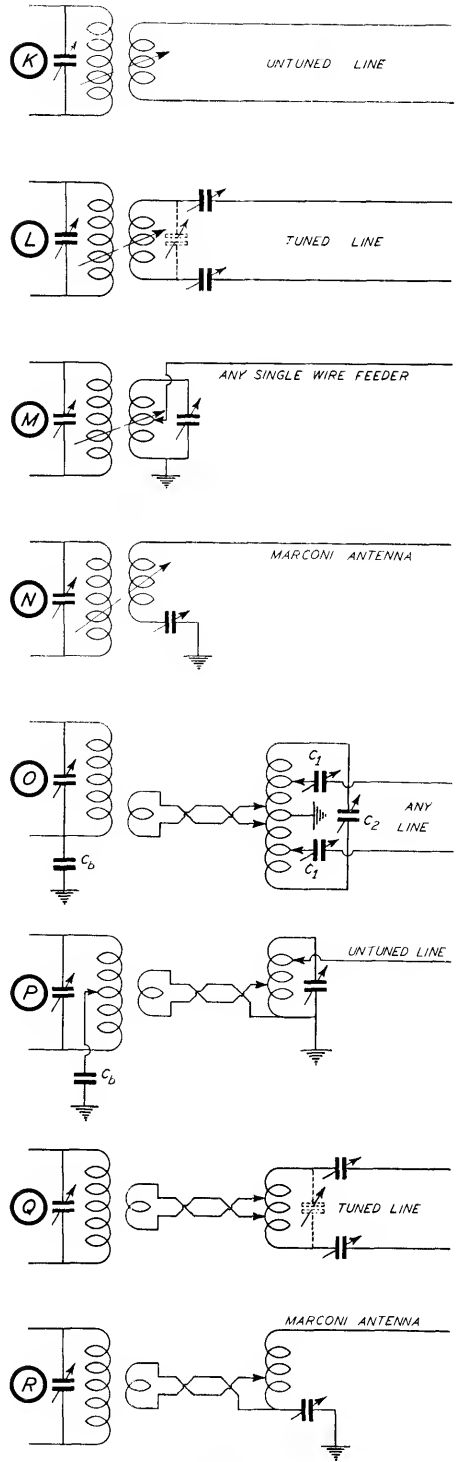 K
UNTUNED LINE
L
TUNED LINE
M
ANY SINGLE WIRE FEEDER
N
MARCONI ANTENNA
O
C1
ANY
LINE
C2
C1
Cb
P
UNTUNED LINE
Cb
Q
TUNED LINE
R
MARCONI ANTENNA